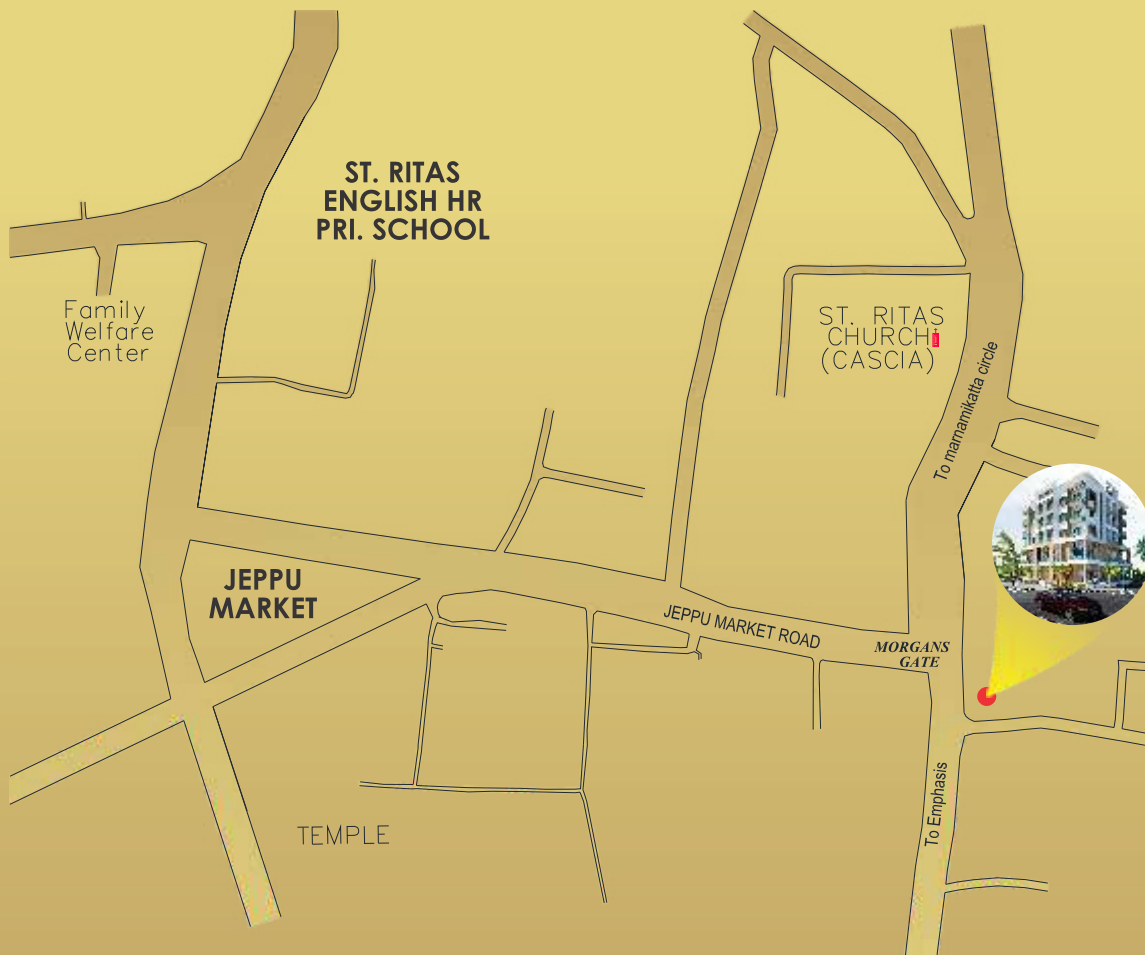 ST. RITAS
ENGLISH HR
PRI. SCHOOL
Family
Welfare
Center
ST. RITAS
CHURCH
(CASCIA)
To marnamikatta circle
JEPPU
MARKET
JEPPU MARKET ROAD
MORGANS
GATE
To Emphasis
TEMPLE